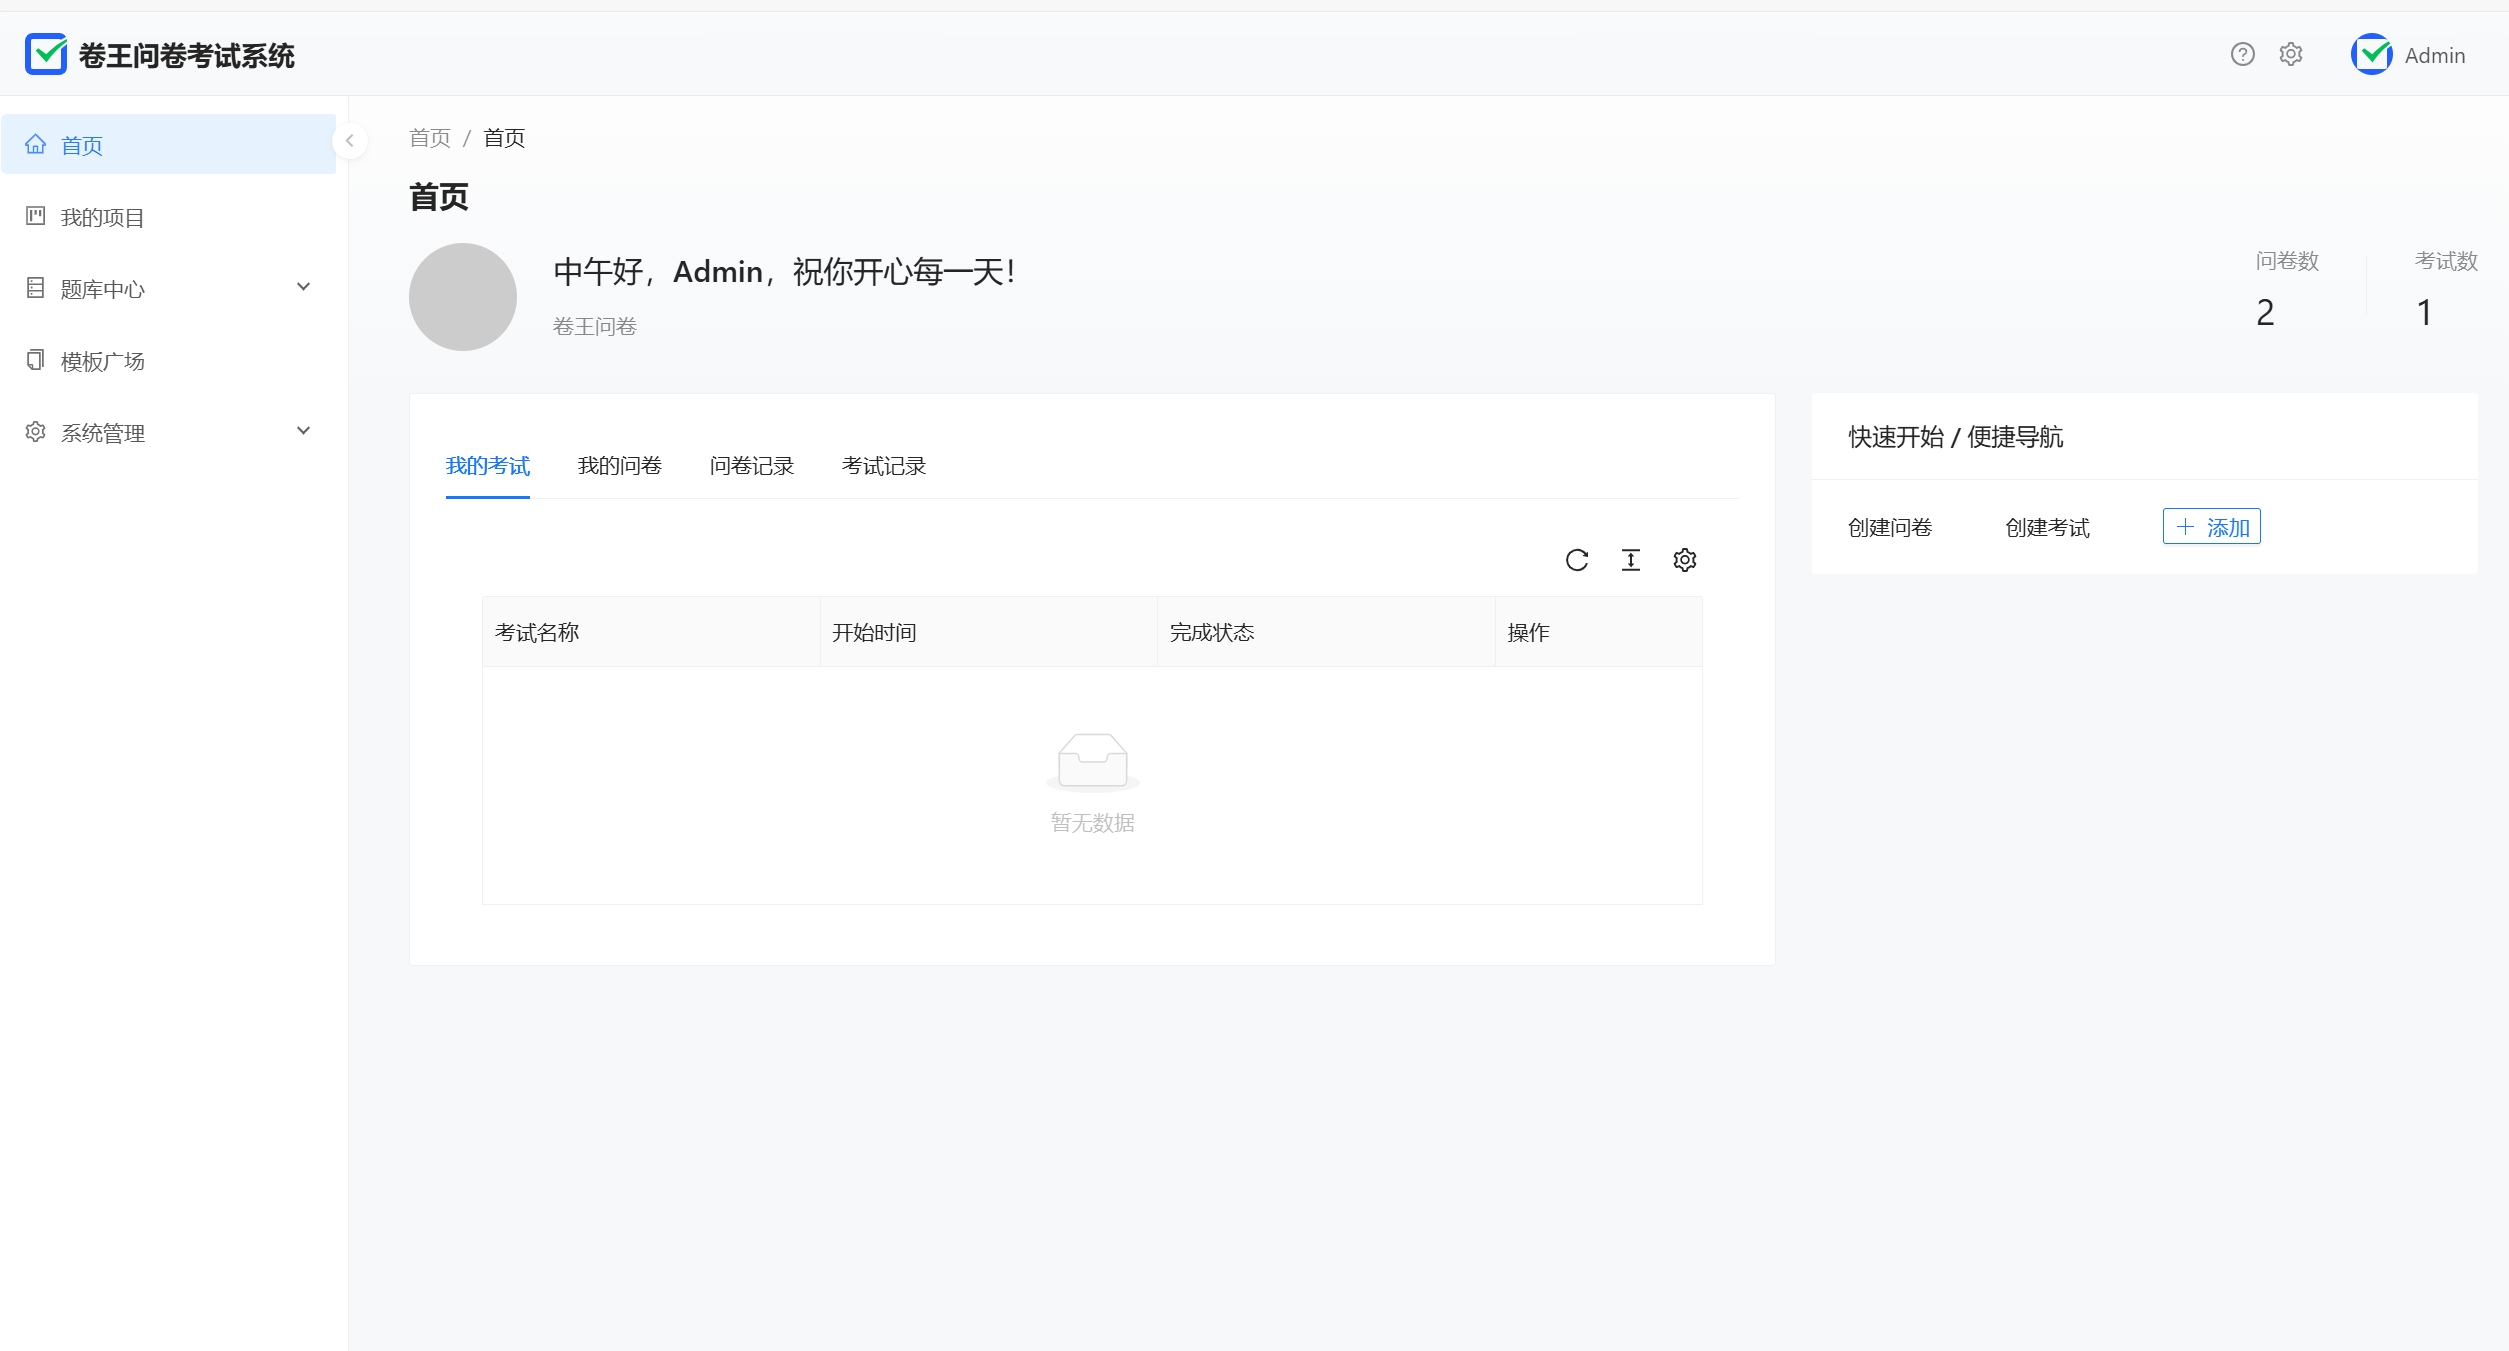 卷王问卷考试系统
Admin
首页
我的项目
题库中心
模板广场
系统管理
首页 / 首页
首页
中午好，Admin，祝你开心每一天！
卷王问卷
问卷数
2
考试数
1
我的考试 我的问卷 问卷记录 考试记录
考试名称 开始时间 完成状态 操作
暂无数据
快速开始 / 便捷导航
创建问卷 创建考试 添加